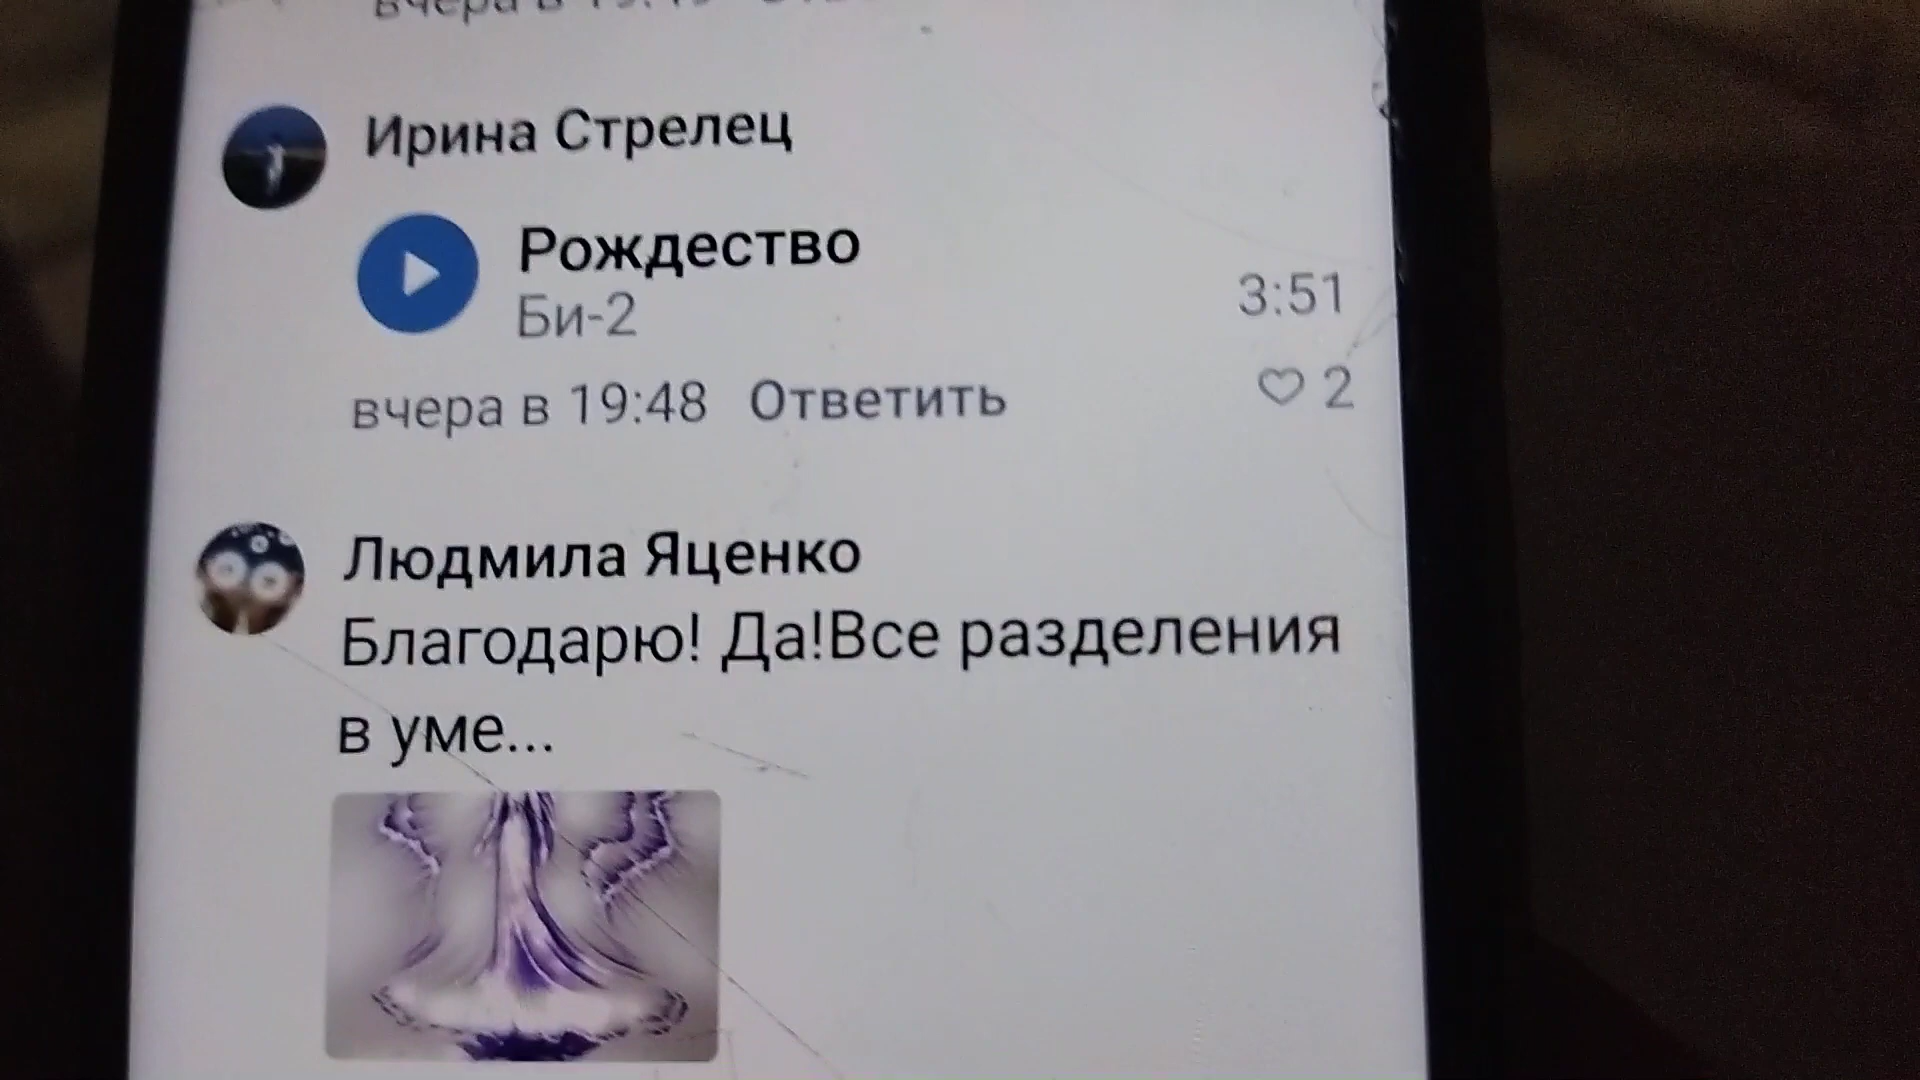 Ирина Стрелец
Рождество
Би-2
3:51
вчера в 19:48 Ответить
2
Людмила Яценко
Благодарю! Да!Все разделения
в уме...